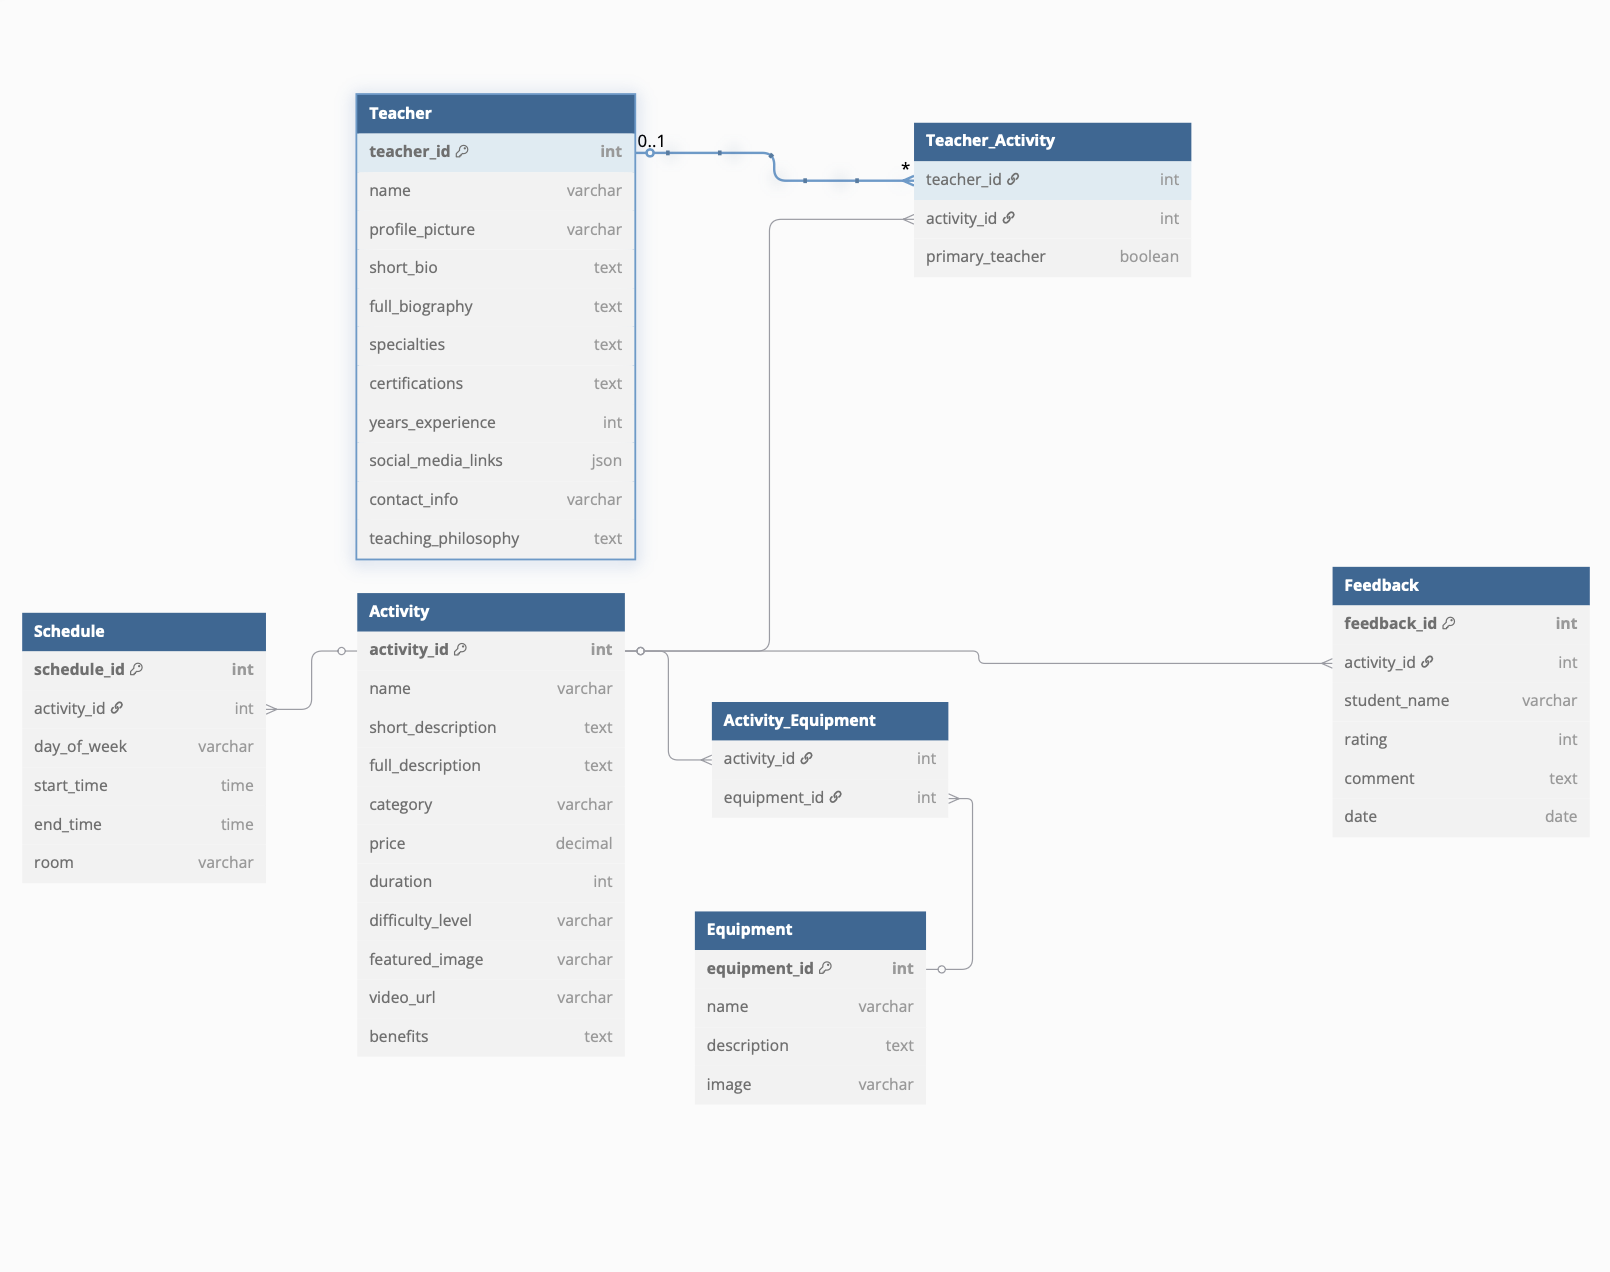 Teacher
teacher_id int
name varchar
profile_picture varchar
short_bio text
full_biography text
specialties text
certifications text
years_experience int
social_media_links json
contact_info varchar
teaching_philosophy text
0..1
*
Teacher_Activity
teacher_id int
activity_id int
primary_teacher boolean
Schedule
schedule_id int
activity_id int
day_of_week varchar
start_time time
end_time time
room varchar
Activity
activity_id int
name varchar
short_description text
full_description text
category varchar
price decimal
duration int
difficulty_level varchar
featured_image varchar
video_url varchar
benefits text
Activity_Equipment
activity_id int
equipment_id int
Equipment
equipment_id int
name varchar
description text
image varchar
Feedback
feedback_id int
activity_id int
student_name varchar
rating int
comment text
date date